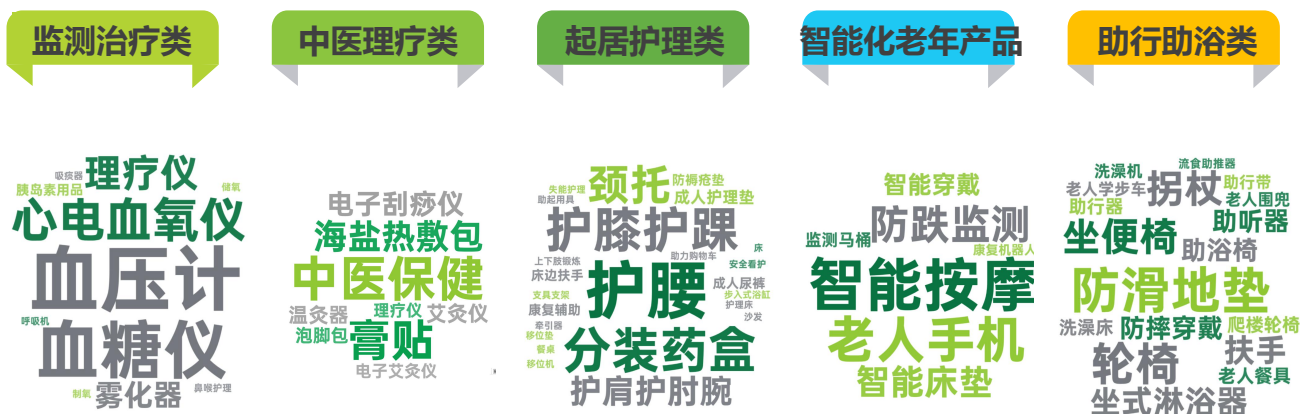 监测治疗类
中医理疗类
起居护理类
智能化老年产品
助行助浴类
吸痰器
理疗仪
胰岛素用品
储氧
心电血氧仪
血压计
呼吸机
血糖仪
制氧
雾化器
鼻喉护理
电子刮痧仪
海盐热敷包
中医保健
温灸器
理疗仪
艾灸仪
泡脚包
膏贴
电子艾灸仪
失能护理
颈托
防褥疮垫
助起用具
成人护理垫
护膝护踝
床
上下肢锻炼
助力购物车
安全看护
床边扶手
护腰
成人尿裤
支具支架
步入式浴缸
康复辅助
护理床
牵引器
沙发
移位垫
分装药盒
餐桌
移位机
护肩护肘腕
智能穿戴
防跌监测
监测马桶
康复机器人
智能按摩
老人手机
智能床垫
洗澡机
流食助推器
老人学步车
拐杖
助行带
助行器
老人围兜
坐便椅
助听器
助浴椅
防滑地垫
洗澡床
防摔穿戴
爬楼轮椅
轮椅
扶手
老人餐具
坐式淋浴器